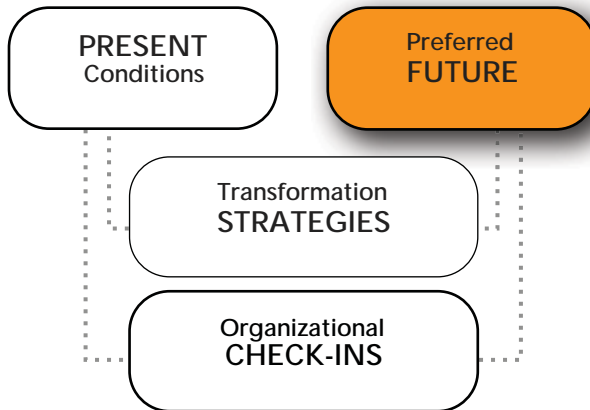 PRESENT
Conditions
Preferred
FUTURE
Transformation
STRATEGIES
Organizational
CHECK-INS